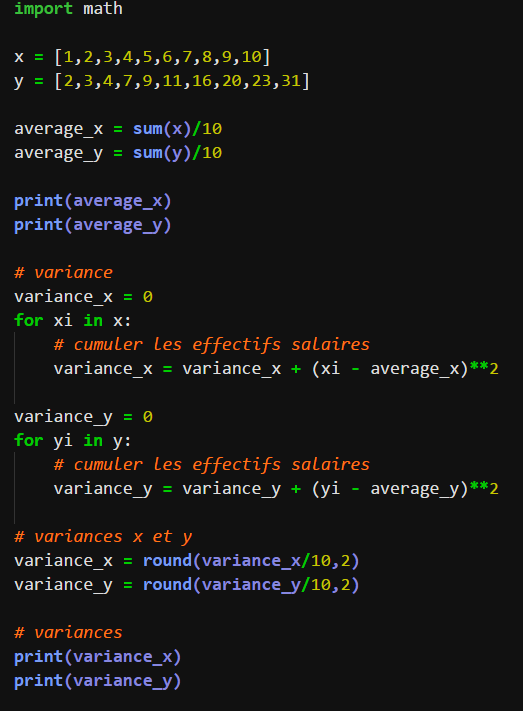 import math
x = [1,2,3,4,5,6,7,8,9,10]
y = [2,3,4,7,9,11,16,20,23,31]
average_x = sum(x)/10
average_y = sum(y)/10
print(average_x)
print(average_y)
# variance
variance_x = 0
for xi in x:
    # cumuler les effectifs salaires
    variance_x = variance_x + (xi - average_x)**2
variance_y = 0
for yi in y:
    # cumuler les effectifs salaires
    variance_y = variance_y + (yi - average_y)**2
# variances x et y
variance_x = round(variance_x/10,2)
variance_y = round(variance_y/10,2)
# variances
print(variance_x)
print(variance_y)